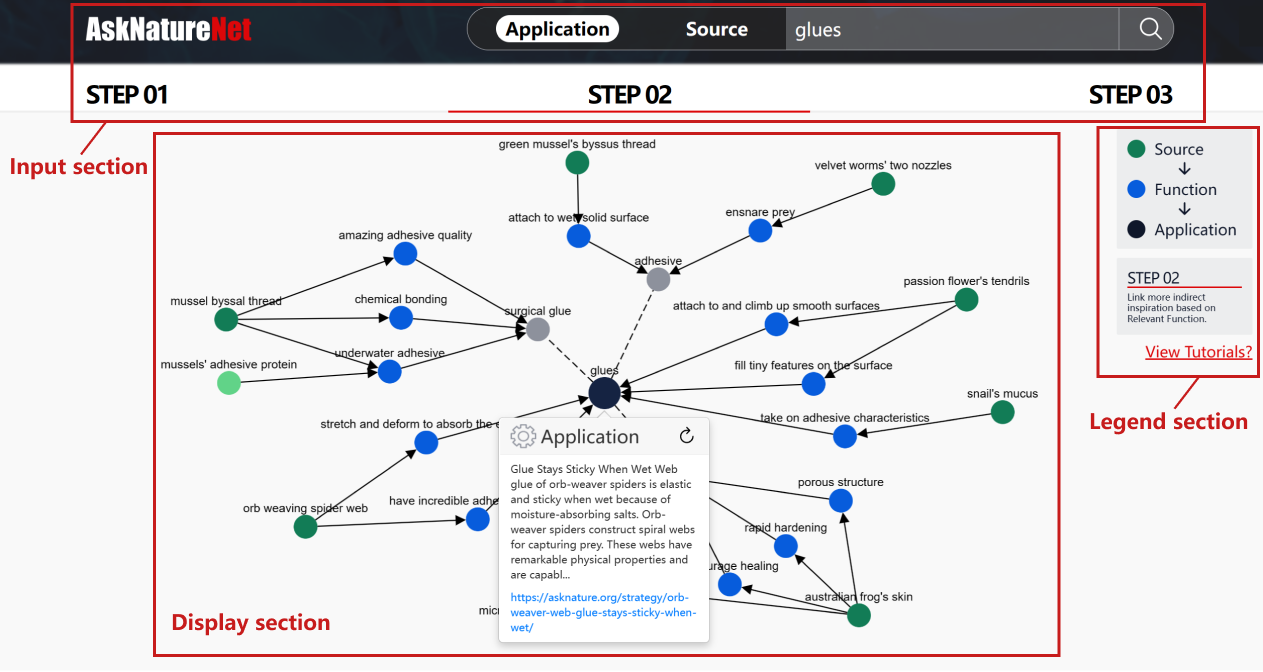 AskNatureNet
Application
Source
glues
STEP 01
STEP 02
STEP 03
Input section
green mussel's byssus thread
velvet worms' two nozzles
attach to wet solid surface
ensnare prey
amazing adhesive quality
adhesive
passion flower's tendrils
mussel byssal thread
chemical bonding
surgical glue
attach to and climb up smooth surfaces
underwater adhesive
mussels' adhesive protein
glues
fill tiny features on the surface
snail's mucus
stretch and deform to absorb the e
take on adhesive characteristics
orb weaving spider web
have incredible adhe
porous structure
rapid hardening
urage healing
australian frog's skin
micr
Application
Glue Stays Sticky When Wet Web
glue of orb-weaver spiders is elastic
and sticky when wet because of
moisture-absorbing salts. Orb-
weaver spiders construct spiral webs
for capturing prey. These webs have
remarkable physical properties and
are capabl...
https://asknature.org/strategy/orb-
weaver-web-glue-stays-sticky-when-
wet/
Display section
Source
Function
Application
STEP 02
Link more indirect
inspiration based on
Relevant Function.
View Tutorials?
Legend section